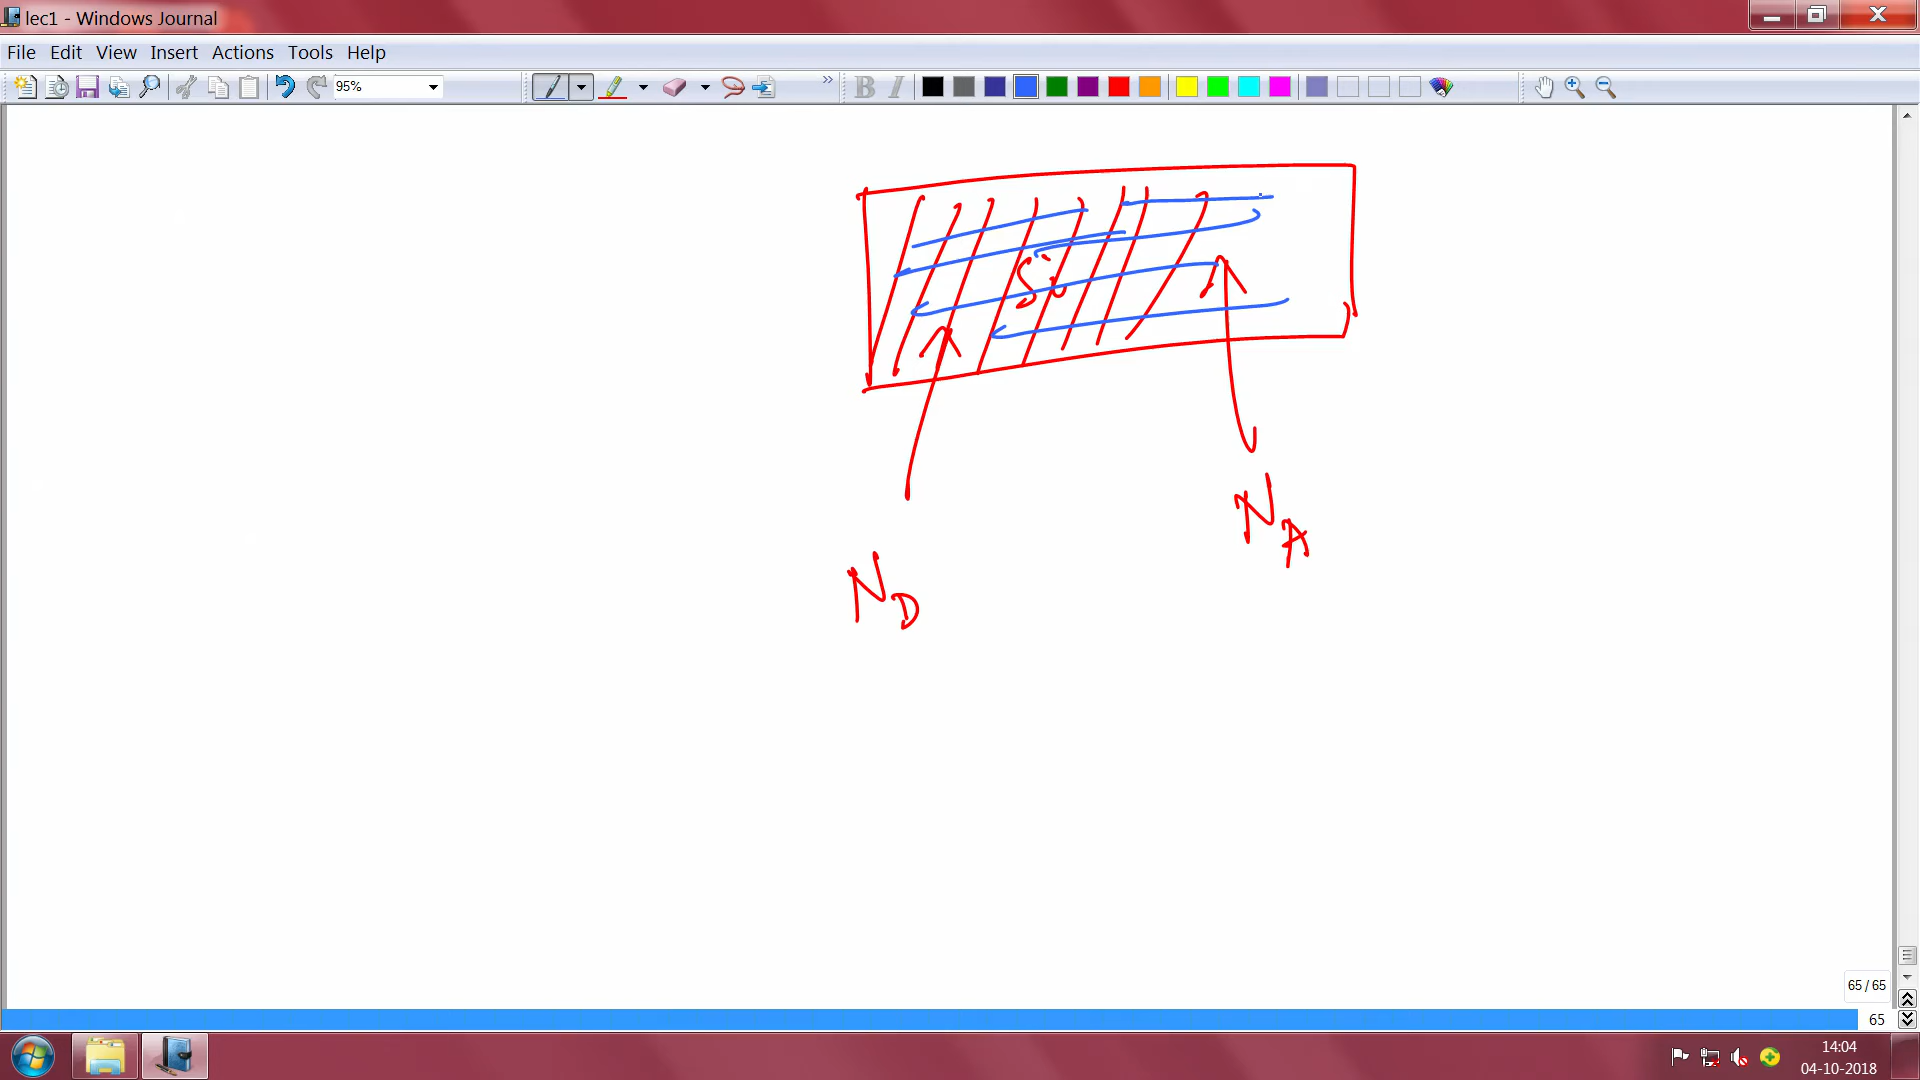 lec1 - Windows Journal
File Edit View Insert Actions Tools Help
95% » B I
Si
N_A
N_D
65 / 65
65
14:04
04-10-2018